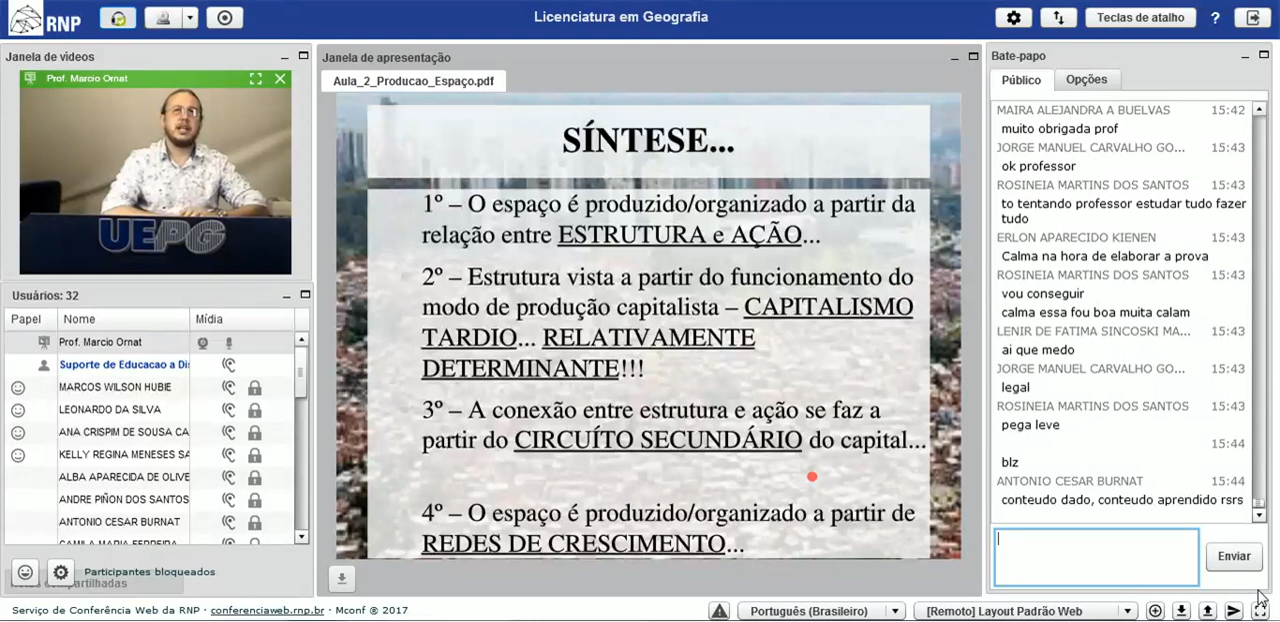 RNP
Licenciatura em Geografia
Teclas de atalho
?
Janela de vídeos
Prof. Marcio Ornat
UEPG
Usuários: 32
Papel Nome Mídia
Prof. Marcio Ornat
Suporte de Educacao a Di
MARCOS WILSON HUBIE
LEONARDO DA SILVA
ANA CRISPIM DE SOUSA CA
KELLY REGINA MENESES SA
ALBA APARECIDA DE OLIVE
ANDRE PIÑON DOS SANTOS
ANTONIO CESAR BURNAT
CAMILA MARIA FERREIRA
Participantes bloqueados
compartilhadas
Janela de apresentação
Aula_2_Producao_Espaço.pdf
SÍNTESE...
1º – O espaço é produzido/organizado a partir da
relação entre ESTRUTURA e AÇÃO...
2º – Estrutura vista a partir do funcionamento do
modo de produção capitalista – CAPITALISMO
TARDIO... RELATIVAMENTE
DETERMINANTE!!!
3º – A conexão entre estrutura e ação se faz a
partir do CIRCUÍTO SECUNDÁRIO do capital...
4º – O espaço é produzido/organizado a partir de
REDES DE CRESCIMENTO...
Bate-papo
Público Opções
MAIRA ALEJANDRA A BUELVAS 15:42
muito obrigada prof
JORGE MANUEL CARVALHO GO... 15:43
ok professor
ROSINEIA MARTINS DOS SANTOS 15:43
to tentando professor estudar tudo fazer
tudo
ERLON APARECIDO KIENEN 15:43
Calma na hora de elaborar a prova
ROSINEIA MARTINS DOS SANTOS 15:43
vou conseguir
calma essa fou boa muita calam
LENIR DE FATIMA SINCOSKI MA... 15:43
ai que medo
JORGE MANUEL CARVALHO GO... 15:43
legal
ROSINEIA MARTINS DOS SANTOS 15:43
pega leve
15:44
blz
ANTONIO CESAR BURNAT 15:44
conteudo dado, conteudo aprendido rsrs
Enviar
Serviço de Conferência Web da RNP · conferenciaweb.rnp.br · Mconf ® 2017
Português (Brasileiro)
[Remoto] Layout Padrão Web